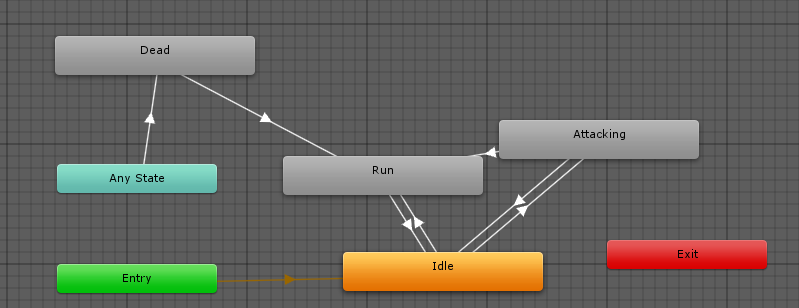 Dead
Attacking
Run
Any State
Exit
Idle
Entry